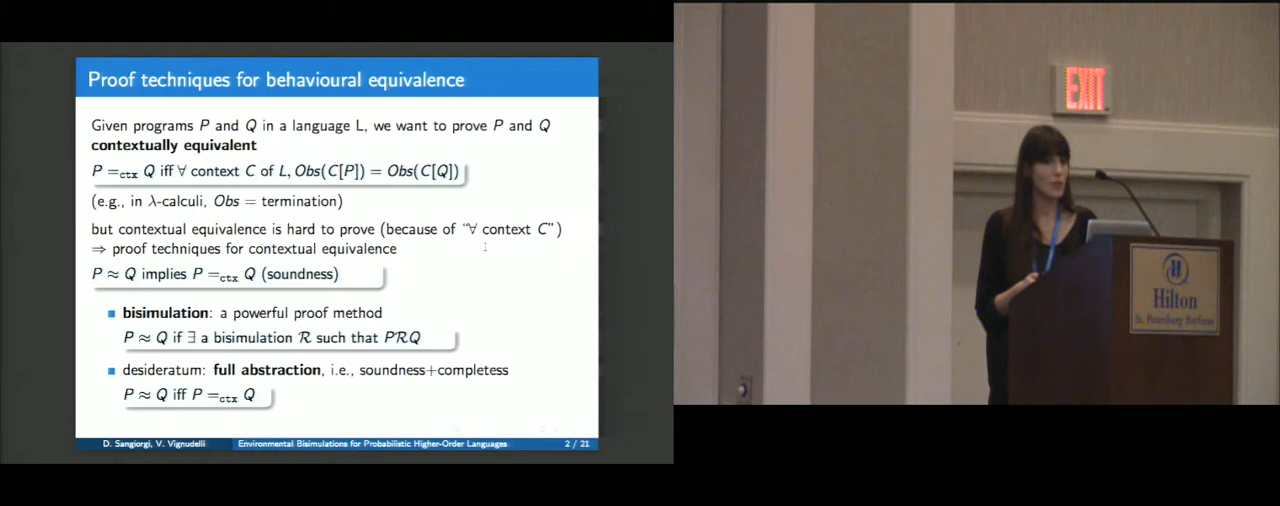 Proof techniques for behavioural equivalence
Given programs P and Q in a language L, we want to prove P and Q
contextually equivalent
P =ctx Q iff ∀ context C of L, Obs(C[P]) = Obs(C[Q])
(e.g., in λ-calculi, Obs = termination)
but contextual equivalence is hard to prove (because of "∀ context C")
⇒ proof techniques for contextual equivalence
P ≈ Q implies P =ctx Q (soundness)
bisimulation: a powerful proof method
P ≈ Q if ∃ a bisimulation R such that PRQ
desideratum: full abstraction, i.e., soundness+completess
P ≈ Q iff P =ctx Q
D. Sangiorgi, V. Vignudelli
Environmental Bisimulations for Probabilistic Higher-Order Languages
2 / 21
EXIT
Hilton
St. Petersburg Bayfront